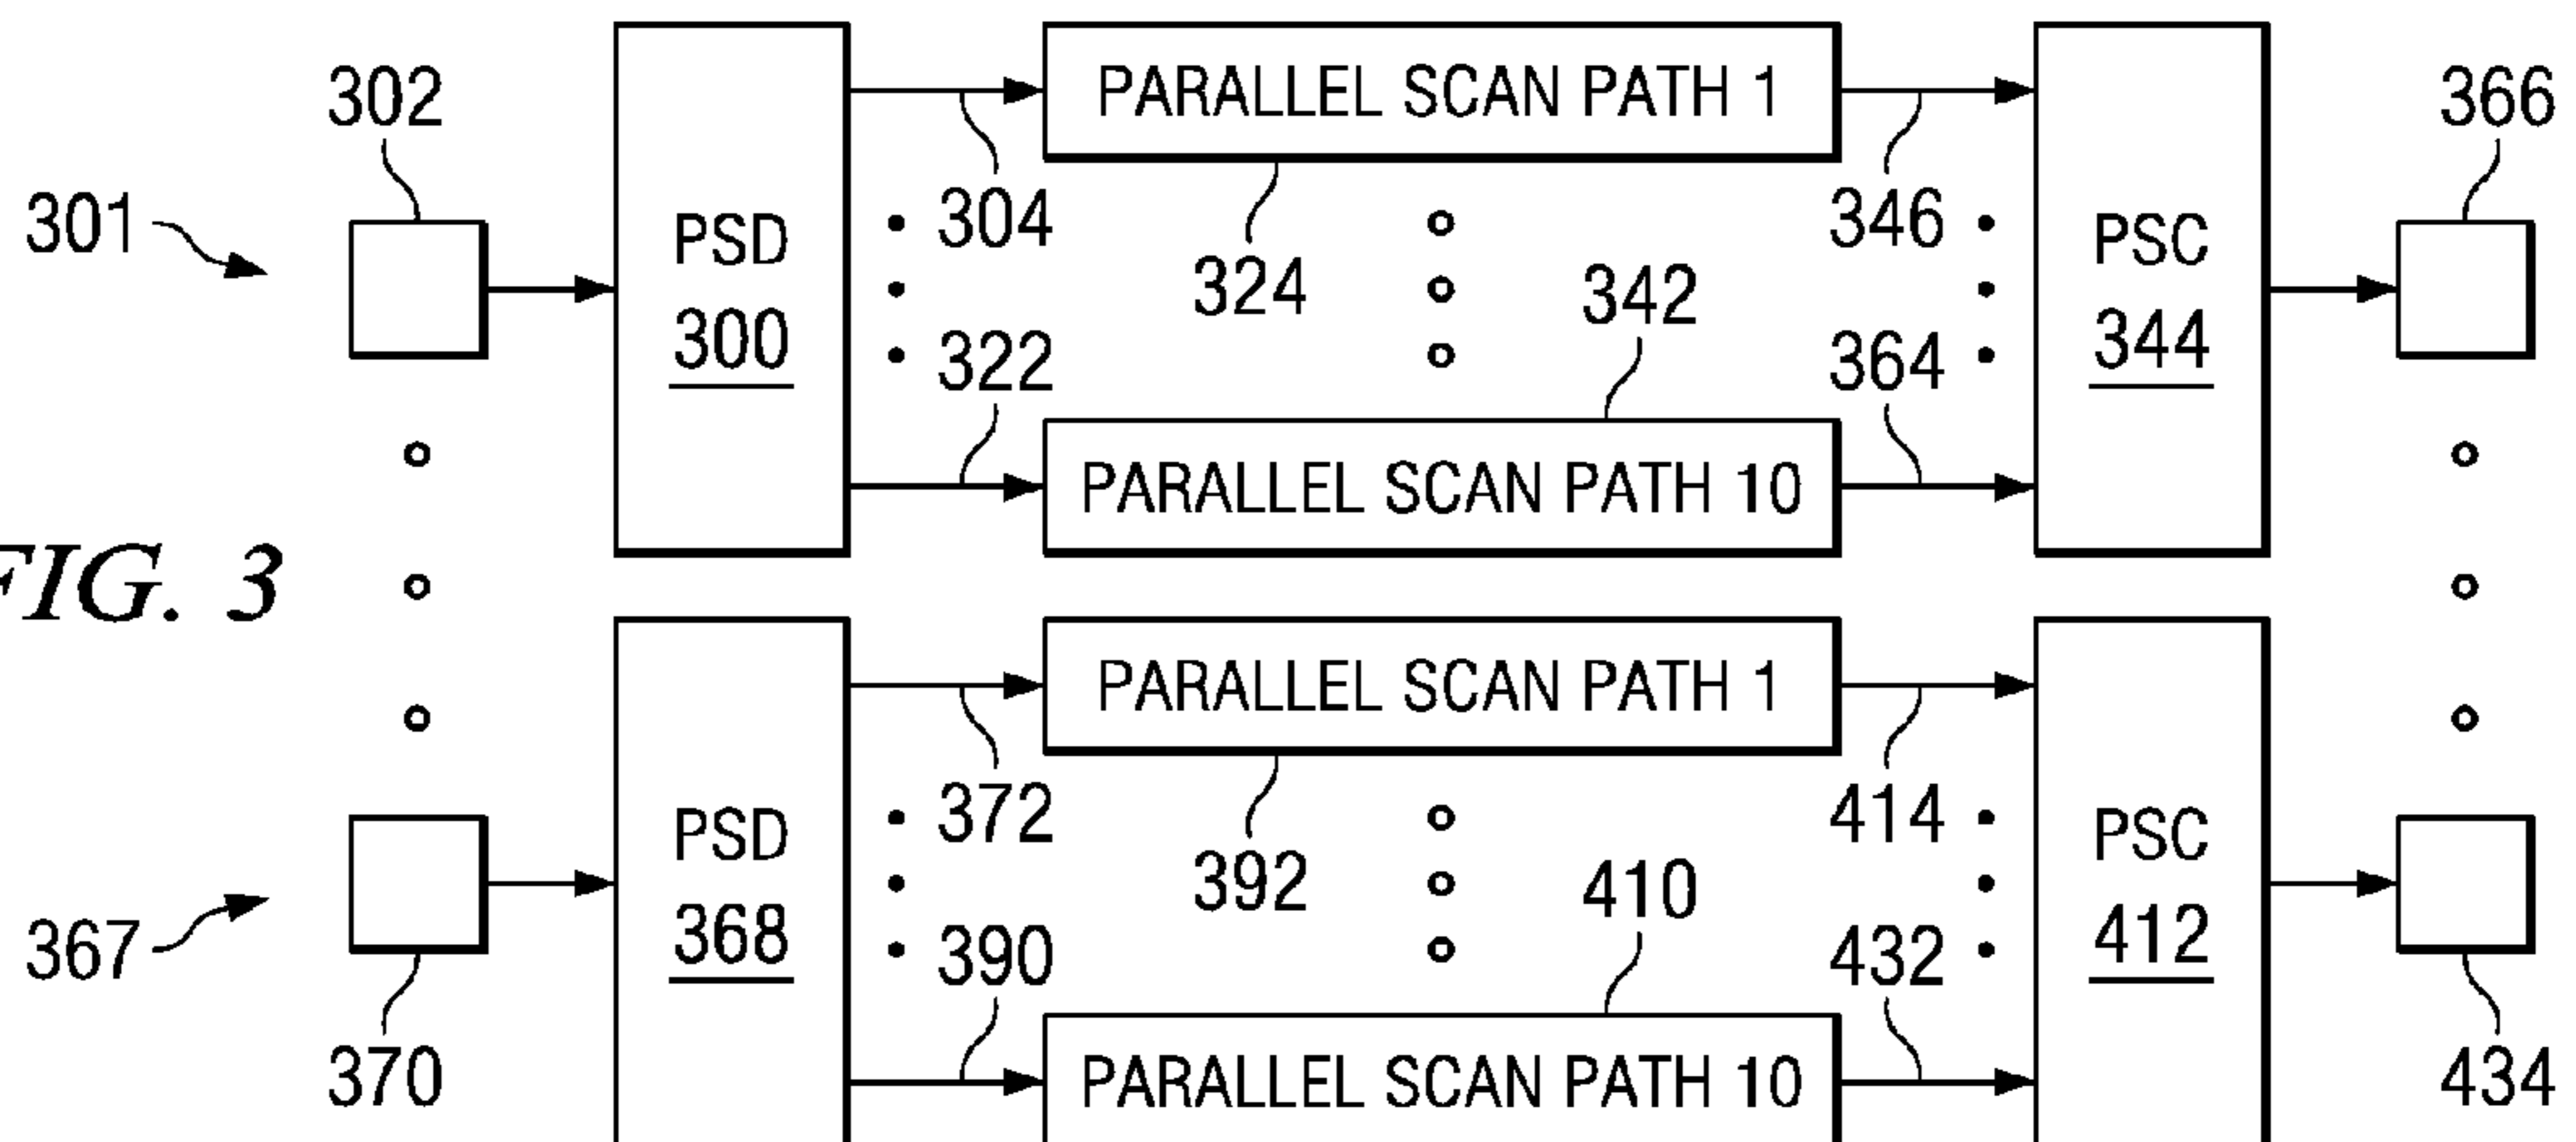 302
366
301
PSD
300
304
322
PARALLEL SCAN PATH 1
324
342
PARALLEL SCAN PATH 10
346
364
PSC
344
FIG. 3
367
370
PSD
368
372
390
PARALLEL SCAN PATH 1
392
410
PARALLEL SCAN PATH 10
414
432
PSC
412
434